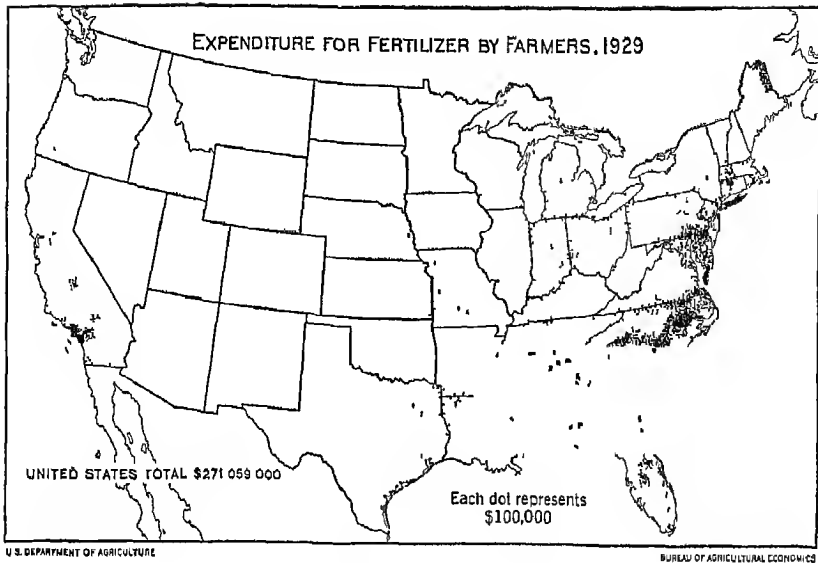 EXPENDITURE FOR FERTILIZER BY FARMERS, 1929
UNITED STATES TOTAL $271 059 000
Each dot represents
$100,000
U.S. DEPARTMENT OF AGRICULTURE
BUREAU OF AGRICULTURAL ECONOMICS